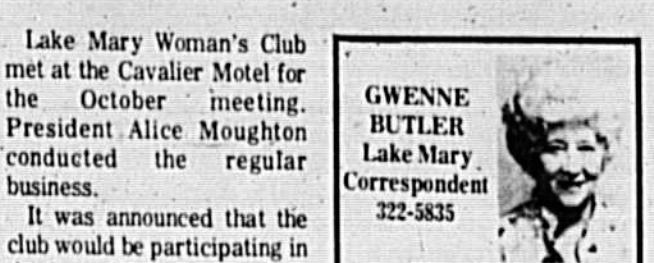 Lake Mary Woman's Club
met at the Cavalier Motel for
the October meeting.
President Alice Moughton
conducted the regular
business.
It was announced that the
club would be participating in
GWENNE
BUTLER
Lake Mary
Correspondent
322-5835